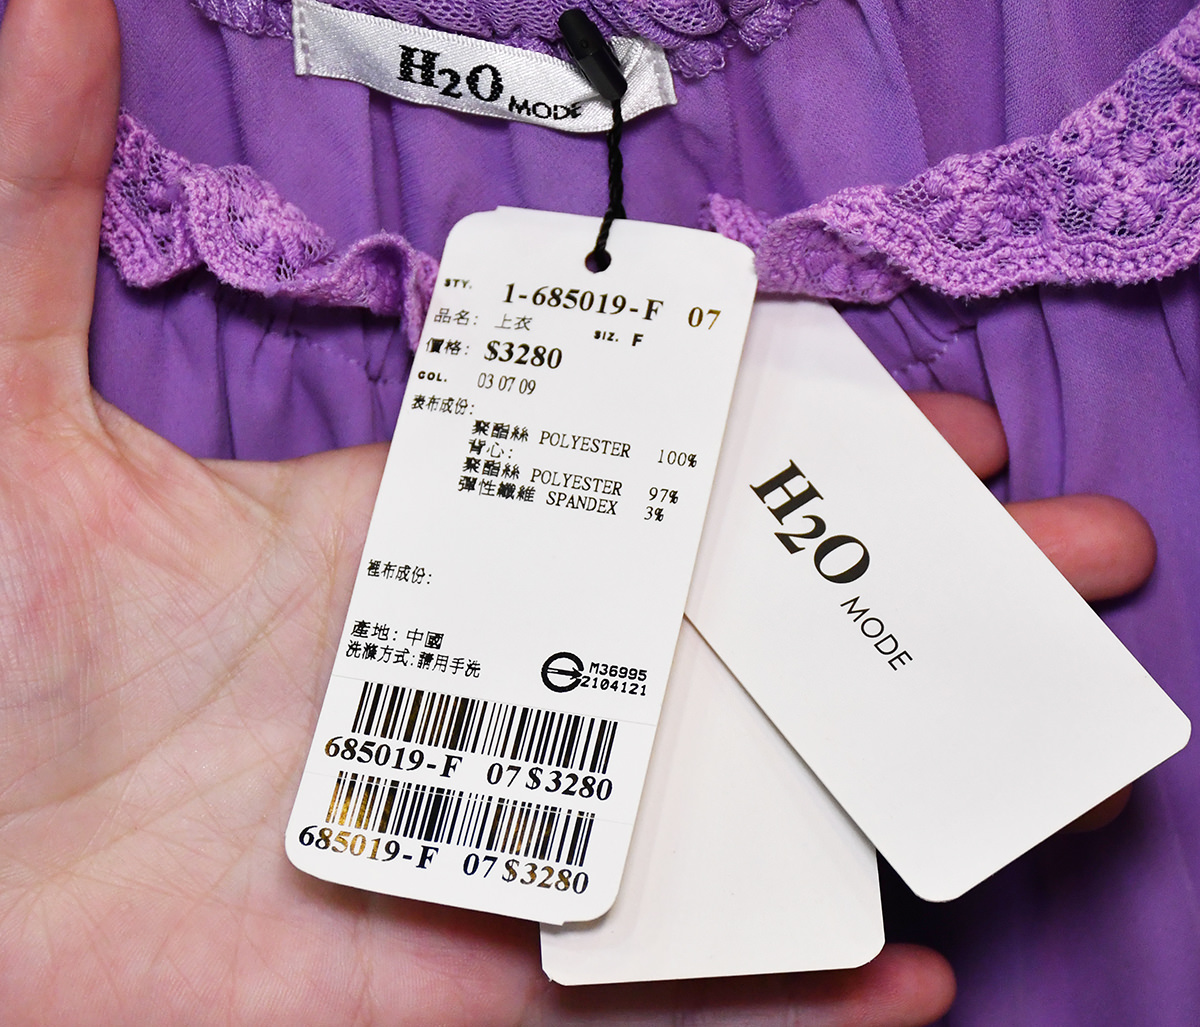 H2O MODE
STY. 1-685019-F 07
品名: 上衣 SIZ. F
價格: $3280
COL. 03 07 09
表布成份:
聚酯絲 POLYESTER 100%
背心:
聚酯絲 POLYESTER 97%
彈性纖維 SPANDEX 3%
裡布成份:
產地: 中國
洗滌方式:請用手洗
M36995
2104121
685019-F 07$3280
685019-F 07$3280
H2O MODE